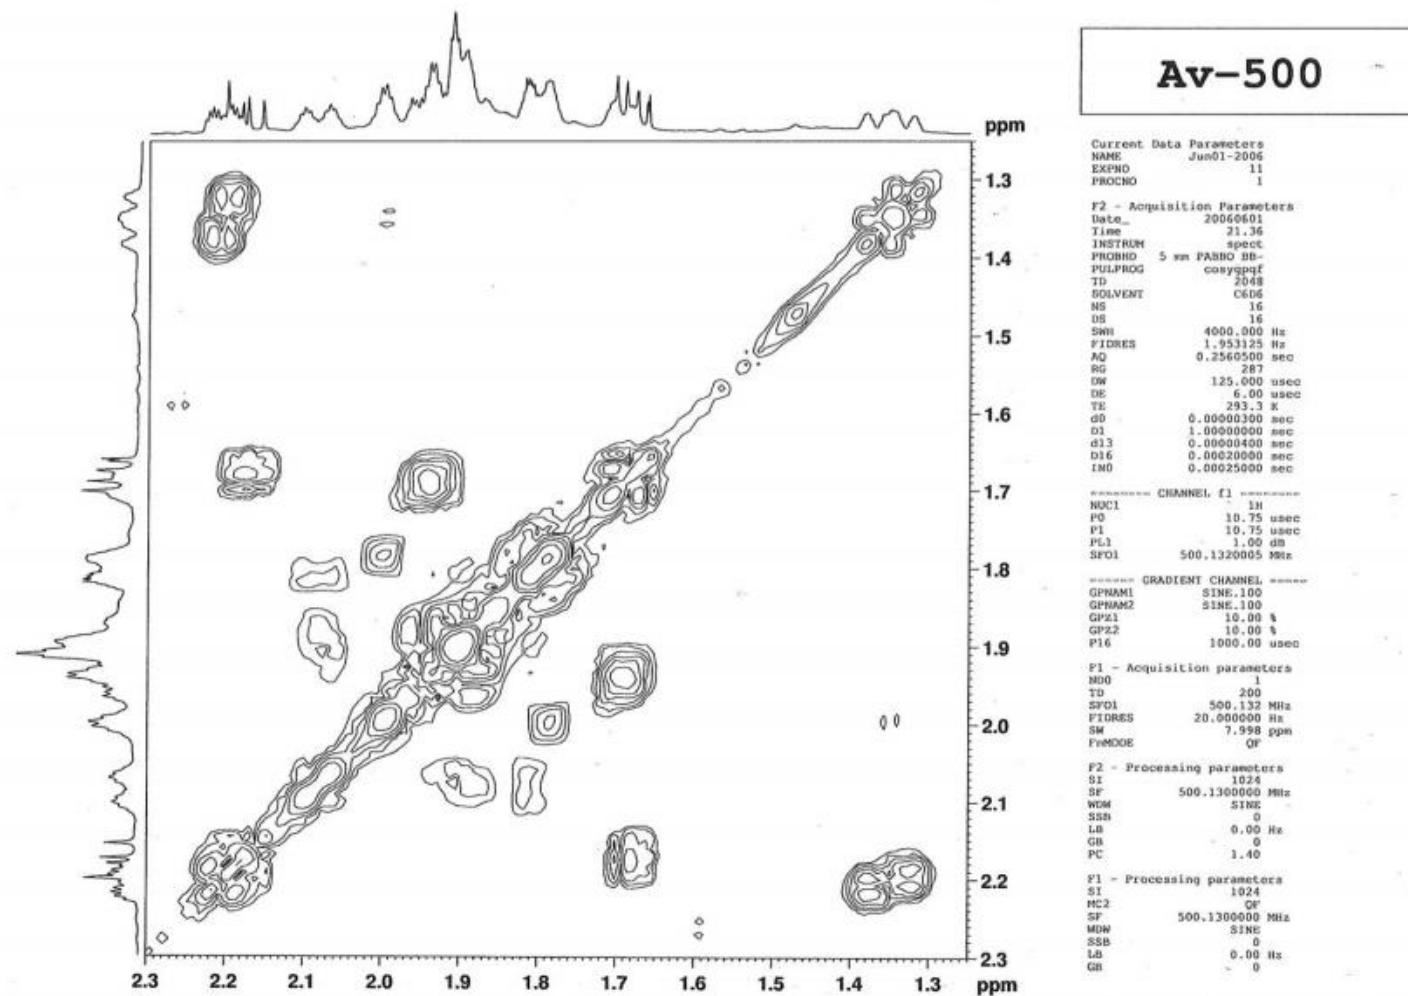 Av-500
ppm
1.3
1.4
1.5
1.6
1.7
1.8
1.9
2.0
2.1
2.2
2.3
2.3 2.2 2.1 2.0 1.9 1.8 1.7 1.6 1.5 1.4 1.3 ppm
Current Data Parameters
NAME Jun01-2006
EXPNO 11
PROCNO 1
F2 - Acquisition Parameters
Date_ 20060601
Time 21.36
INSTRUM spect
PROBHD 5 mm PABBO BB-
PULPROG cosygpqf
TD 2048
SOLVENT C6D6
NS 16
DS 16
SWH 4000.000 Hz
FIDRES 1.953125 Hz
AQ 0.2560500 sec
RG 287
DW 125.000 usec
DE 6.00 usec
TE 293.3 K
d0 0.00000300 sec
D1 1.00000000 sec
d13 0.00000400 sec
D16 0.00020000 sec
IN0 0.00025000 sec
======== CHANNEL f1 ========
NUC1 1H
P0 10.75 usec
P1 10.75 usec
PL1 1.00 dB
SFO1 500.1320005 MHz
====== GRADIENT CHANNEL =====
GPNAM1 SINE.100
GPNAM2 SINE.100
GPZ1 10.00 %
GPZ2 10.00 %
P16 1000.00 usec
F1 - Acquisition parameters
ND0 1
TD 200
SFO1 500.132 MHz
FIDRES 20.000000 Hz
SW 7.998 ppm
FnMODE QF
F2 - Processing parameters
SI 1024
SF 500.1300000 MHz
WDW SINE
SSB 0
LB 0.00 Hz
GB 0
PC 1.40
F1 - Processing parameters
SI 1024
MC2 QF
SF 500.1300000 MHz
WDW SINE
SSB 0
LB 0.00 Hz
GB 0